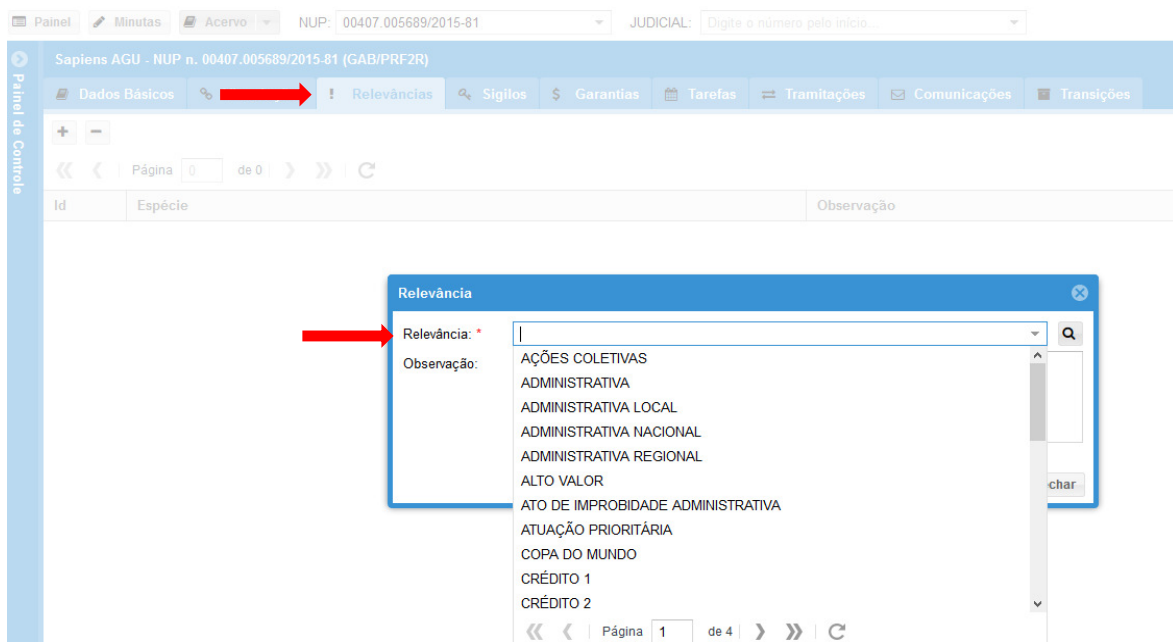 Painel Minutas Acervo NUP: 00407.005689/2015-81 JUDICIAL: Digite o número pelo início...
Sapiens AGU - NUP n. 00407.005689/2015-81 (GAB/PRF2R)
Dados Básicos Relevâncias Sigilos Garantias Tarefas Tramitações Comunicações Transições
Painel de Controle
Página 0 de 0
Id Espécie Observação
Relevância
Relevância: *
Observação:
AÇÕES COLETIVAS
ADMINISTRATIVA
ADMINISTRATIVA LOCAL
ADMINISTRATIVA NACIONAL
ADMINISTRATIVA REGIONAL
ALTO VALOR
char
ATO DE IMPROBIDADE ADMINISTRATIVA
ATUAÇÃO PRIORITÁRIA
COPA DO MUNDO
CRÉDITO 1
CRÉDITO 2
Página 1 de 4